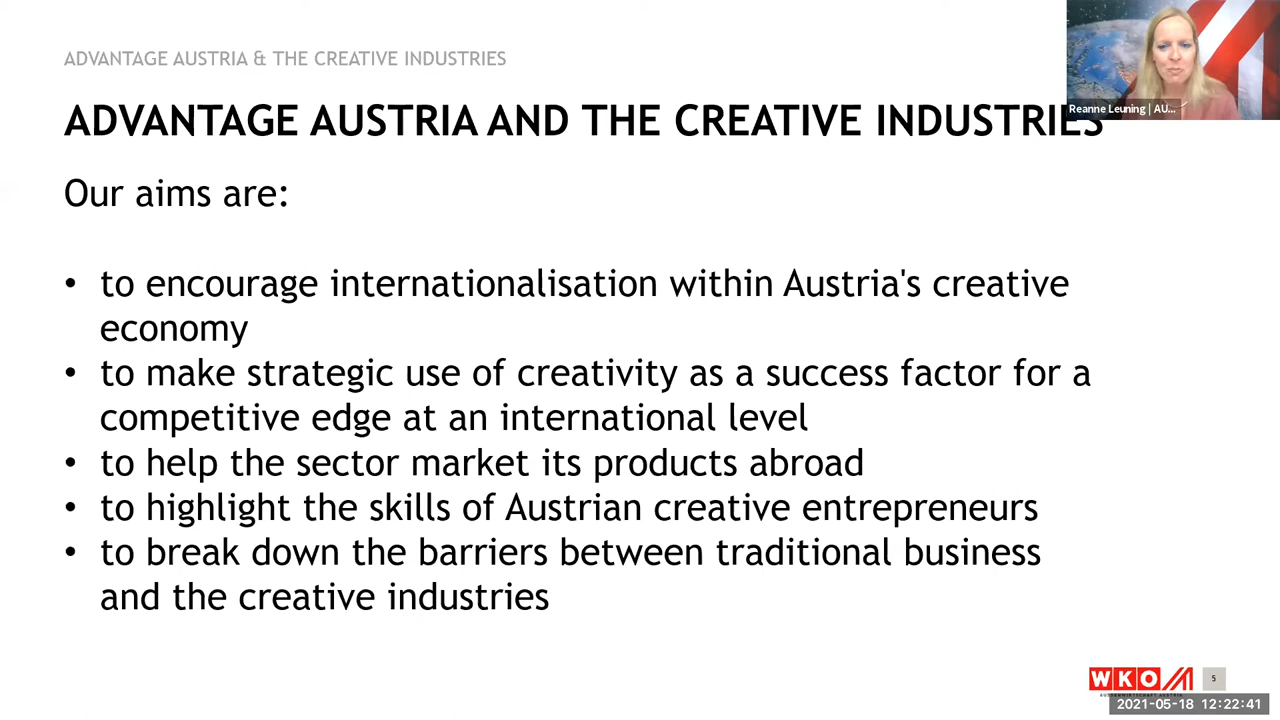 ADVANTAGE AUSTRIA & THE CREATIVE INDUSTRIES
ADVANTAGE AUSTRIA AND THE CREATIVE INDUSTRIES
Reanne Leuning | AU...
Our aims are:
• to encourage internationalisation within Austria's creative
economy
• to make strategic use of creativity as a success factor for a
competitive edge at an international level
• to help the sector market its products abroad
• to highlight the skills of Austrian creative entrepreneurs
• to break down the barriers between traditional business
and the creative industries
WKO
5
2021-05-18 12:22:41